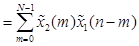 =∑_{m=0}^{N-1} x̃₂(m)x̃₁(n−m)